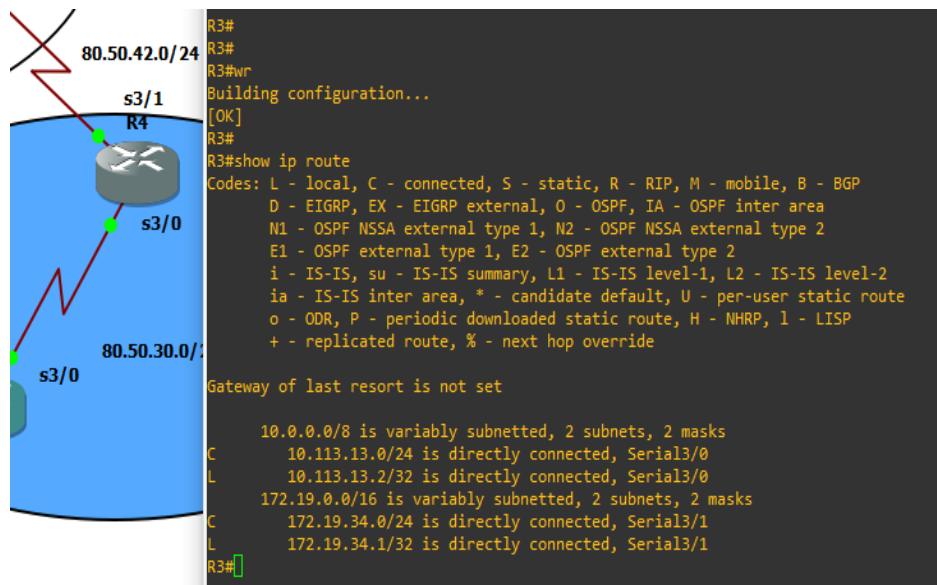 80.50.42.0/24
s3/1
R4
s3/0
80.50.30.0/
s3/0
R3#
R3#
R3#wr
Building configuration...
[OK]
R3#
R3#show ip route
Codes: L - local, C - connected, S - static, R - RIP, M - mobile, B - BGP
D - EIGRP, EX - EIGRP external, O - OSPF, IA - OSPF inter area
N1 - OSPF NSSA external type 1, N2 - OSPF NSSA external type 2
E1 - OSPF external type 1, E2 - OSPF external type 2
i - IS-IS, su - IS-IS summary, L1 - IS-IS level-1, L2 - IS-IS level-2
ia - IS-IS inter area, * - candidate default, U - per-user static route
o - ODR, P - periodic downloaded static route, H - NHRP, l - LISP
+ - replicated route, % - next hop override
Gateway of last resort is not set
10.0.0.0/8 is variably subnetted, 2 subnets, 2 masks
C 10.113.13.0/24 is directly connected, Serial3/0
L 10.113.13.2/32 is directly connected, Serial3/0
172.19.0.0/16 is variably subnetted, 2 subnets, 2 masks
C 172.19.34.0/24 is directly connected, Serial3/1
L 172.19.34.1/32 is directly connected, Serial3/1
R3#